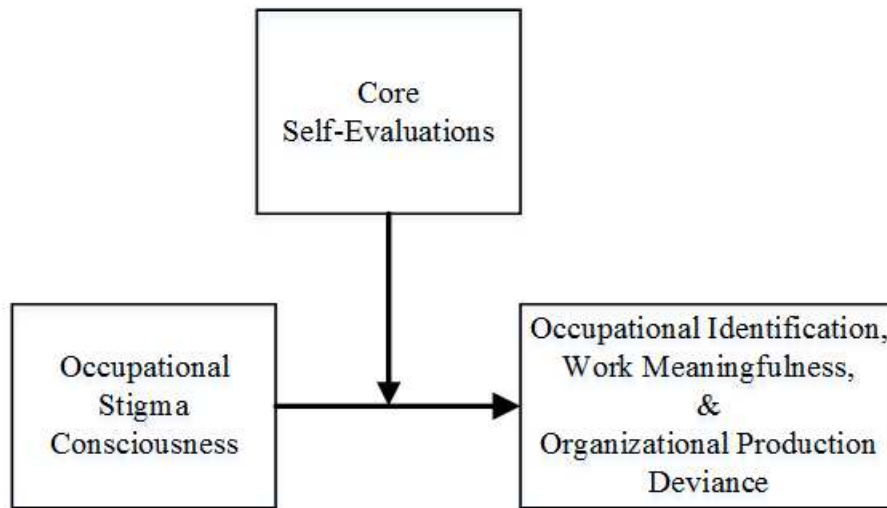 Core
Self-Evaluations
Occupational
Stigma
Consciousness
Occupational Identification,
Work Meaningfulness,
&
Organizational Production
Deviance